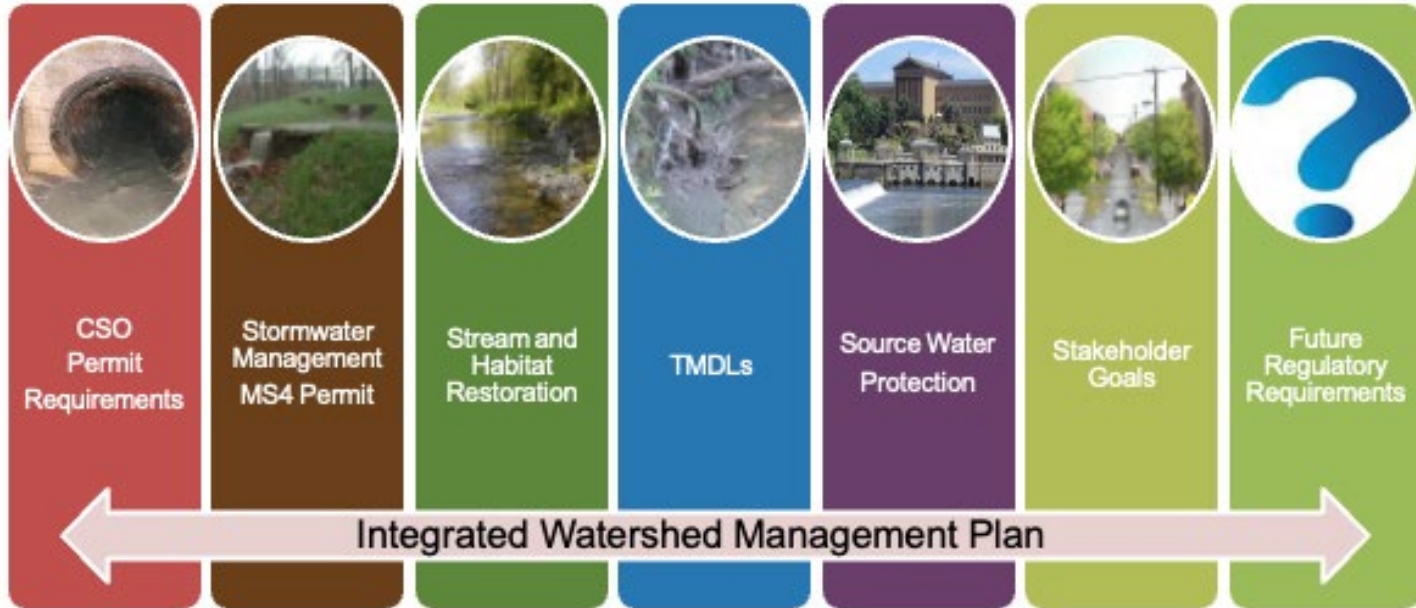 CSO
Permit
Requirements
Stormwater
Management
MS4 Permit
Stream and
Habitat
Restoration
TMDLs
Source Water
Protection
Stakeholder
Goals
Future
Regulatory
Requirements
Integrated Watershed Management Plan